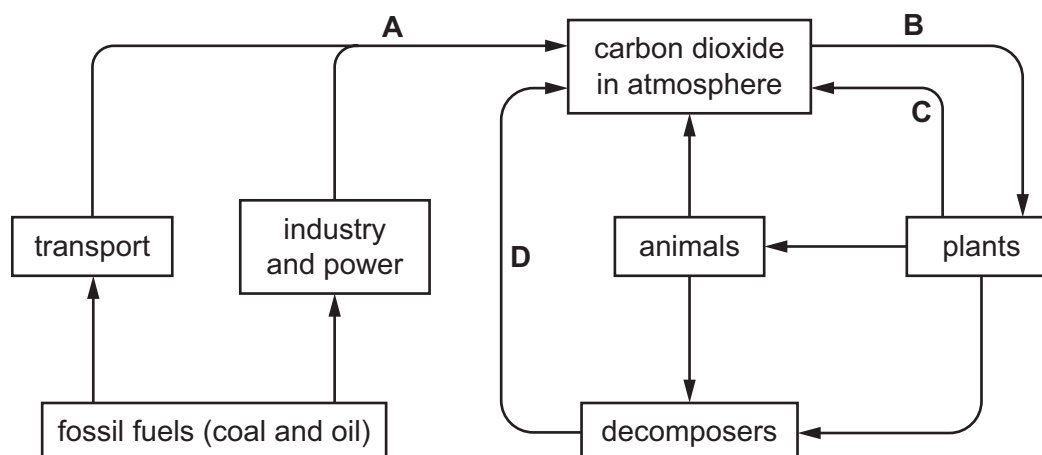 A
B
carbon dioxide
in atmosphere
C
transport
industry
and power
D
animals
plants
fossil fuels (coal and oil)
decomposers